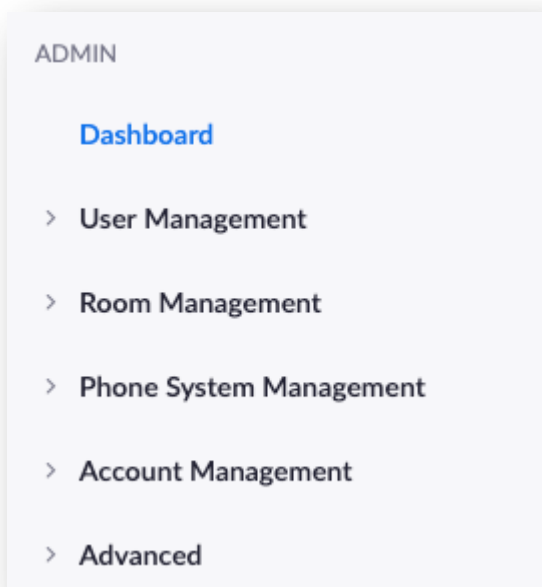 ADMIN
Dashboard
User Management
Room Management
Phone System Management
Account Management
Advanced